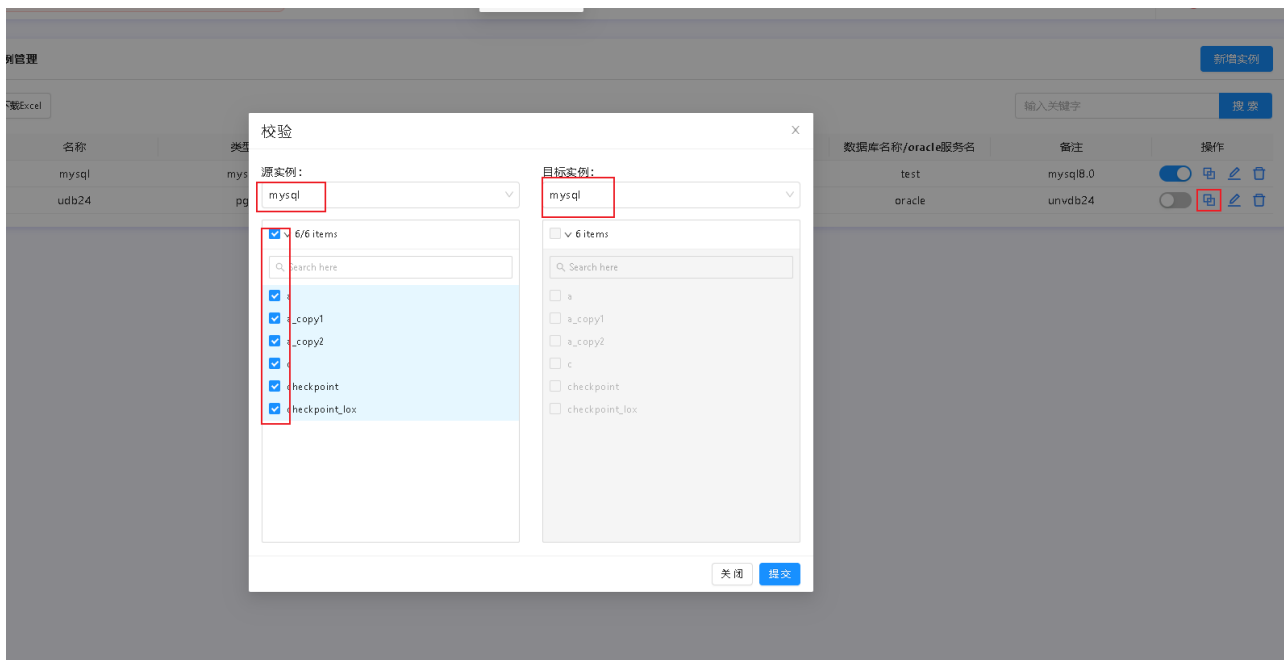 例管理
新增实例
下载Excel
输入关键字
搜索
名称
数据库名称/oracle服务名
备注
操作
mysql
test
mysql8.0
udb24
oracle
unvdb24
校验
源实例：
目标实例：
mysql
mysql
6/6 items
6 items
Search here
Search here
a
a
a_copy1
a_copy1
a_copy2
a_copy2
c
c
checkpoint
checkpoint
checkpoint_lox
checkpoint_lox
关闭
提交